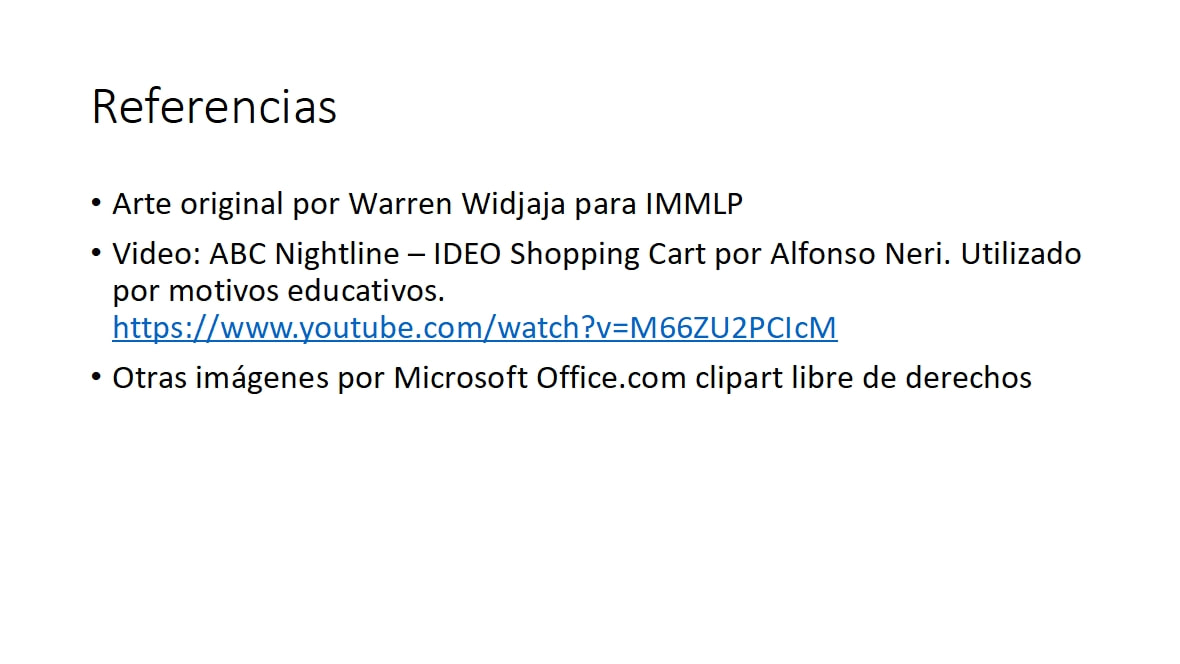 Referencias
• Arte original por Warren Widjaja para IMMLP
• Video: ABC Nightline – IDEO Shopping Cart por Alfonso Neri. Utilizado
por motivos educativos.
https://www.youtube.com/watch?v=M66ZU2PCIcM
• Otras imágenes por Microsoft Office.com clipart libre de derechos